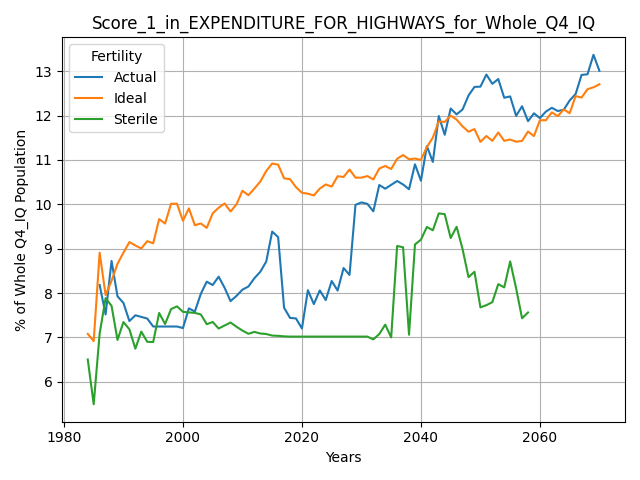 Score_1_in_EXPENDITURE_FOR_HIGHWAYS_for_Whole_Q4_IQ
Fertility
Actual
Ideal
Sterile
% of Whole Q4_IQ Population
13
12
11
10
9
8
7
6
1980
2000
2020
2040
2060
Years